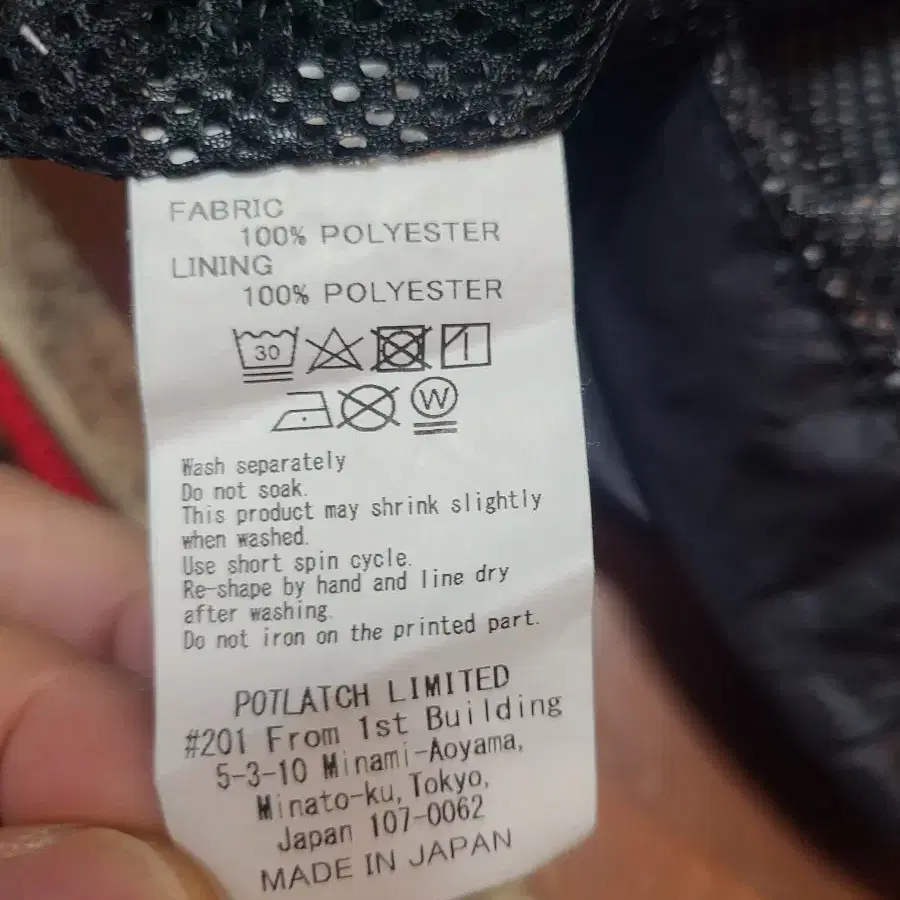 FABRIC
100% POLYESTER
LINING
100% POLYESTER
30
W
Wash separately
Do not soak.
This product may shrink slightly
when washed.
Use short spin cycle.
Re-shape by hand and line dry
after washing.
Do not iron on the printed part.
POTLATCH LIMITED
#201 From 1st Building
5-3-10 Minami-Aoyama,
Minato-ku, Tokyo,
Japan 107-0062
MADE IN JAPAN